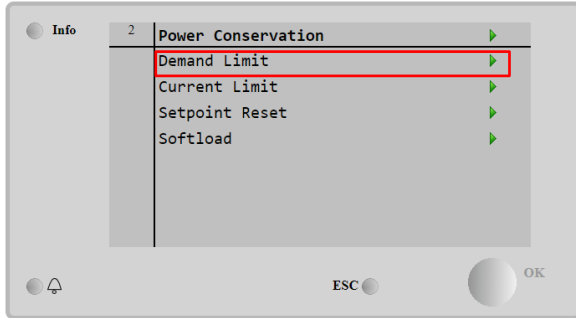 Info
2 Power Conservation
Demand Limit
Current Limit
Setpoint Reset
Softload
ESC
OK